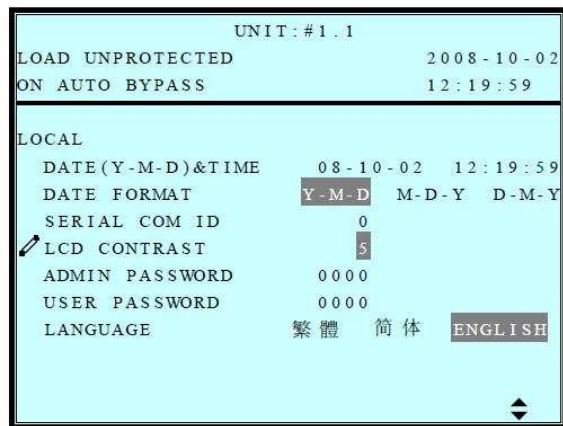 UNIT:#1.1
LOAD UNPROTECTED 2008-10-02
ON AUTO BYPASS 12:19:59
LOCAL
DATE(Y-M-D)&TIME 08-10-02 12:19:59
DATE FORMAT Y-M-D M-D-Y D-M-Y
SERIAL COM ID 0
LCD CONTRAST 5
ADMIN PASSWORD 0000
USER PASSWORD 0000
LANGUAGE 繁體 简体 ENGLISH